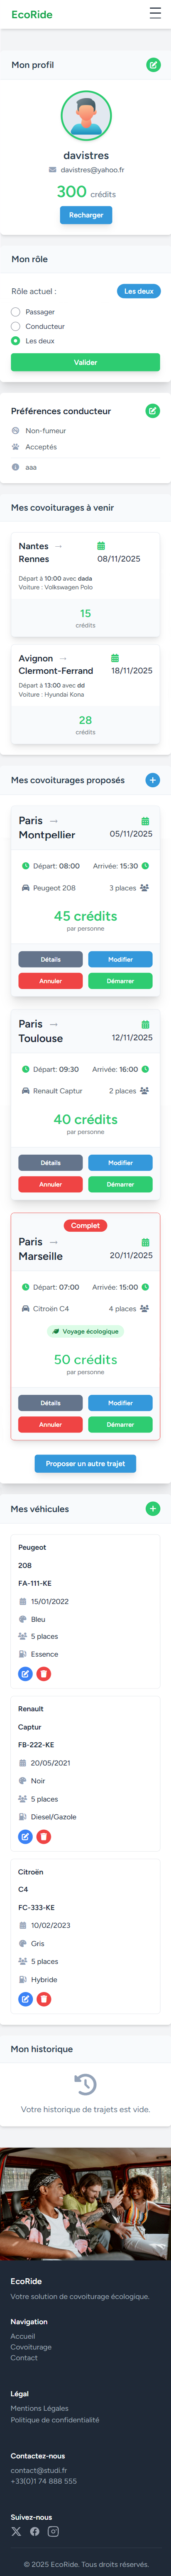 EcoRide
Mon profil
davistres
davistres@yahoo.fr
300 crédits
Recharger
Mon rôle
Rôle actuel :
Les deux
Passager
Conducteur
Les deux
Valider
Préférences conducteur
Non-fumeur
Acceptés
aaa
Mes covoiturages à venir
Nantes →
Rennes
08/11/2025
Départ à 10:00 avec dada
Voiture : Volkswagen Polo
15
crédits
Avignon →
Clermont-Ferrand
18/11/2025
Départ à 13:00 avec dd
Voiture : Hyundai Kona
28
crédits
Mes covoiturages proposés
Paris →
Montpellier
05/11/2025
Départ: 08:00
Arrivée: 15:30
Peugeot 208
3 places
45 crédits
par personne
Détails
Modifier
Annuler
Démarrer
Paris →
Toulouse
12/11/2025
Départ: 09:30
Arrivée: 16:00
Renault Captur
2 places
40 crédits
par personne
Détails
Modifier
Annuler
Démarrer
Complet
Paris →
Marseille
20/11/2025
Départ: 07:00
Arrivée: 15:00
Citroën C4
4 places
Voyage écologique
50 crédits
par personne
Détails
Modifier
Annuler
Démarrer
Proposer un autre trajet
Mes véhicules
Peugeot
208
FA-111-KE
15/01/2022
Bleu
5 places
Essence
Renault
Captur
FB-222-KE
20/05/2021
Noir
5 places
Diesel/Gazole
Citroën
C4
FC-333-KE
10/02/2023
Gris
5 places
Hybride
Mon historique
Votre historique de trajets est vide.
EcoRide
Votre solution de covoiturage écologique.
Navigation
Accueil
Covoiturage
Contact
Légal
Mentions Légales
Politique de confidentialité
Contactez-nous
contact@studi.fr
+33(0)1 74 888 555
Suivez-nous
© 2025 EcoRide. Tous droits réservés.